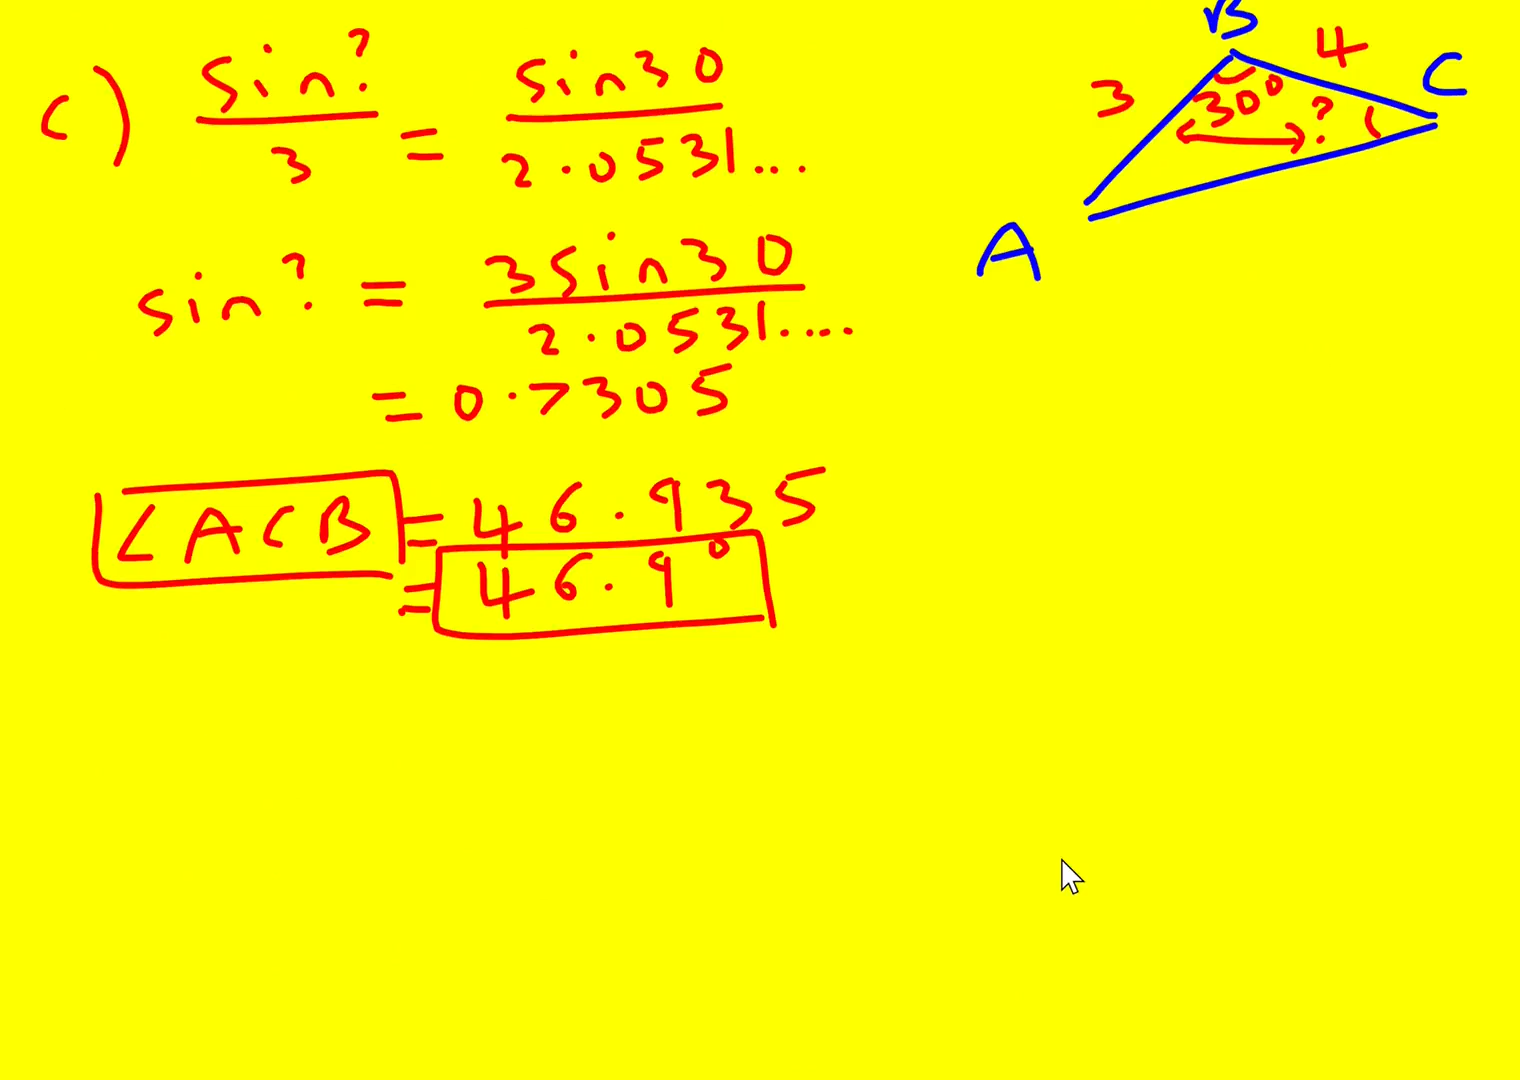 c) sin?/3 = sin30/2.0531...
sin? = 3sin30/2.0531....
= 0.7305
∠ACB = 46.935
= 46.9°
B
4
C
3
30°
?
A